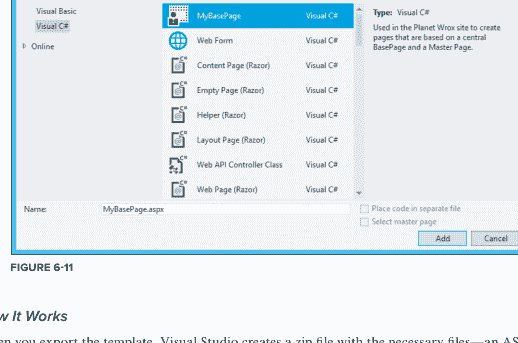 Visual Basic
Visual C#
Online
MyBasePage Visual C#
Web Form Visual C#
Content Page (Razor) Visual C#
Empty Page (Razor) Visual C#
Helper (Razor) Visual C#
Layout Page (Razor) Visual C#
Web API Controller Class Visual C#
Web Page (Razor) Visual C#
Type: Visual C#
Used in the Planet Wrox site to create
pages that are based on a central
BasePage and a Master Page.
Name: MyBasePage.aspx
Place code in separate file
Select master page
Add Cancel
FIGURE 6-11
w It Works
en you export the template, Visual Studio creates a zip file with the necessary files—an AS